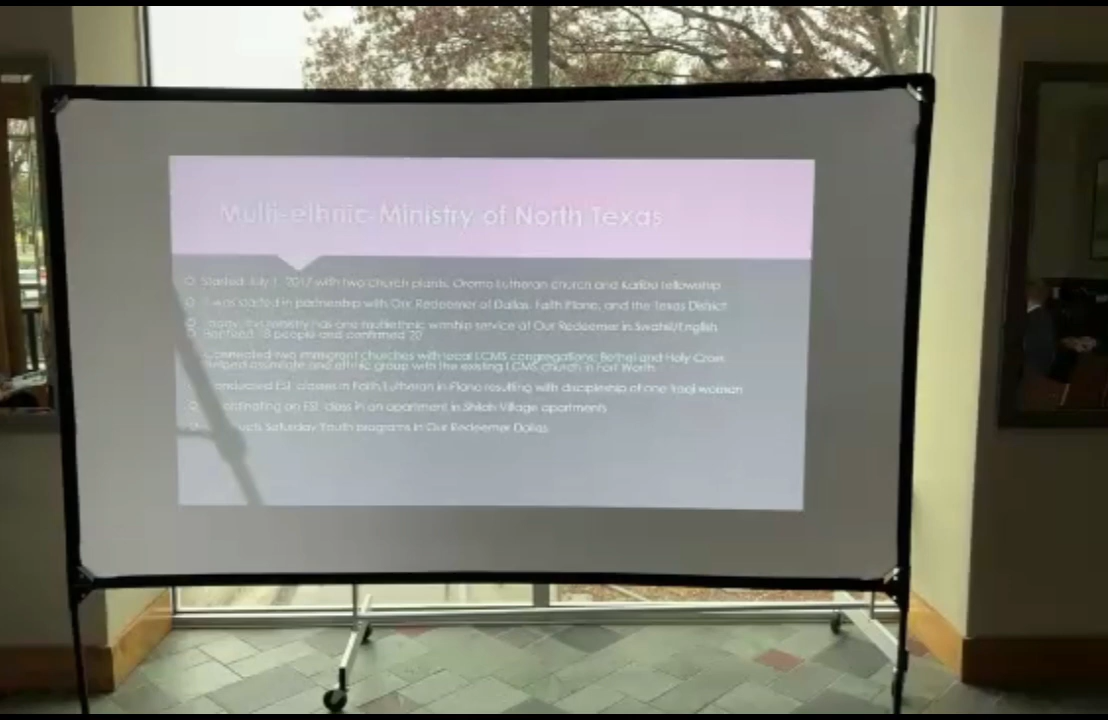 Multi-ethnic Ministry of North Texas
Started July 1, 2017 with two church plants, Oromo Lutheran church and Karibu Fellowship
It was started in partnership with Our Redeemer of Dallas, Faith Plano, and the Texas District
ministry has one multiethnic worship service at Our Redeemer in Swahili/English
people and confirmed 20
Connected two immigrant churches with local LCMS congregations: Bethel and Holy Cross
Helped assimilate and ethnic group with the existing LCMS church in Fort Worth
Conducted ESL classes in Faith Lutheran in Plano resulting with discipleship of one Iraqi woman
an ESL class in an apartment in Shiloh Village apartments
Saturday Youth programs in Our Redeemer Dallas